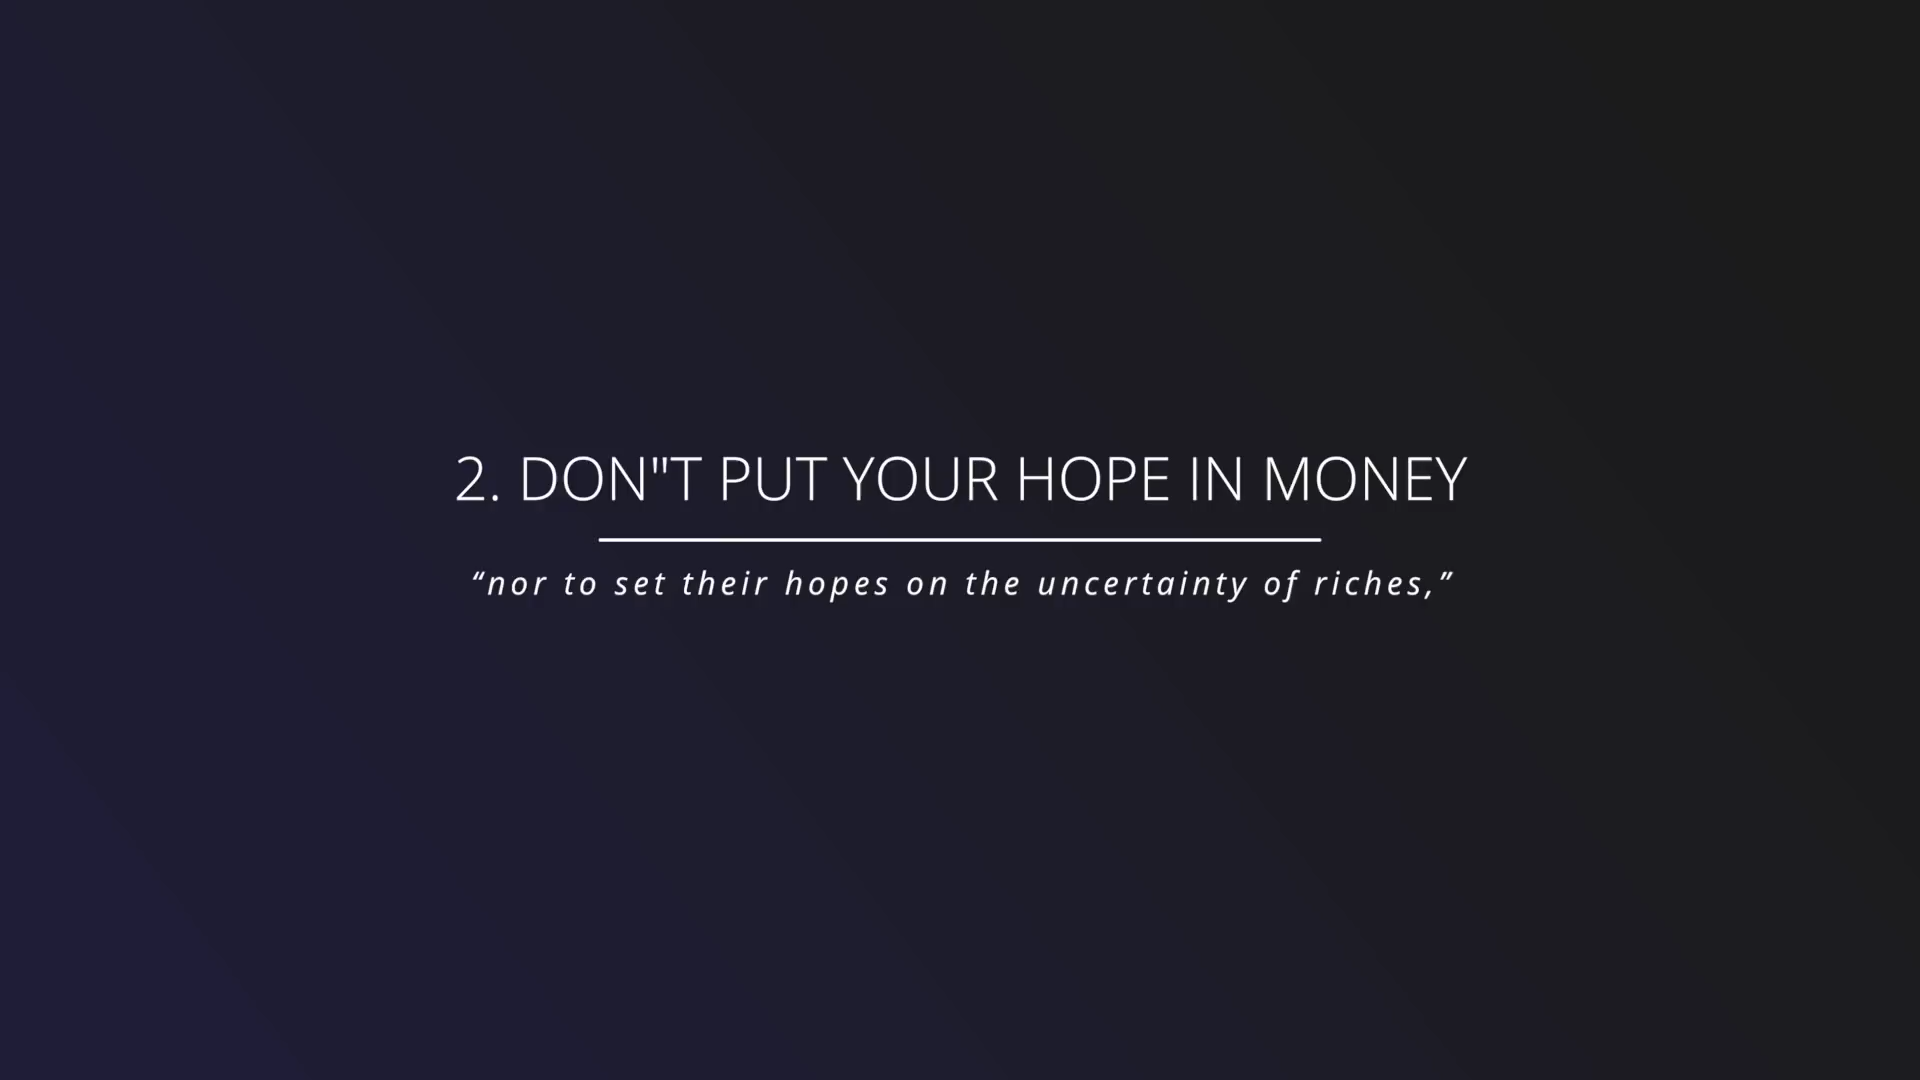 2. DON"T PUT YOUR HOPE IN MONEY
“nor to set their hopes on the uncertainty of riches,”